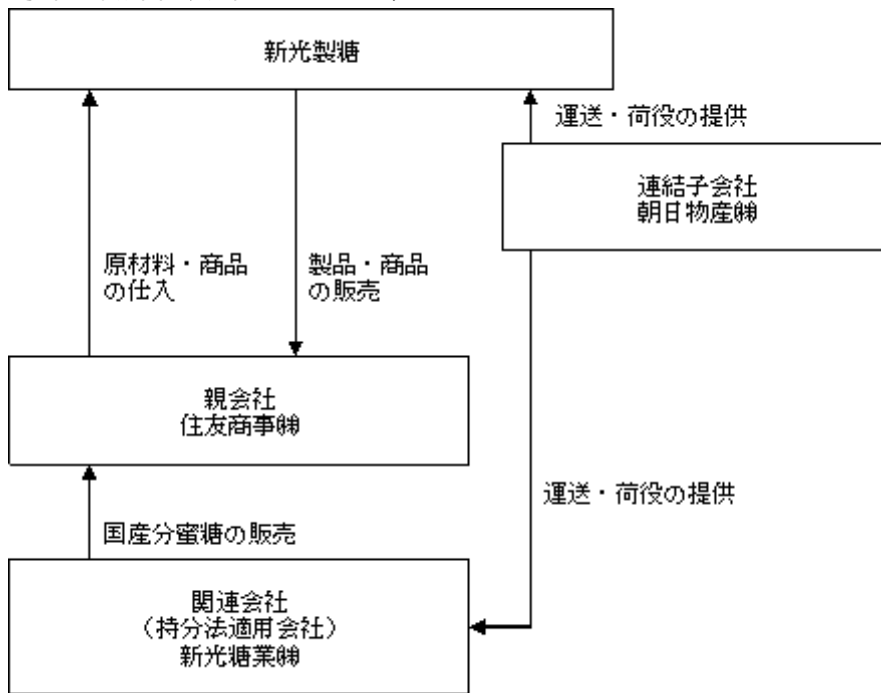 新光製糖
運送・荷役の提供
連結子会社
朝日物産㈱
原材料・商品
の仕入
製品・商品
の販売
親会社
住友商事㈱
運送・荷役の提供
国産分蜜糖の販売
関連会社
（持分法適用会社）
新光糖業㈱